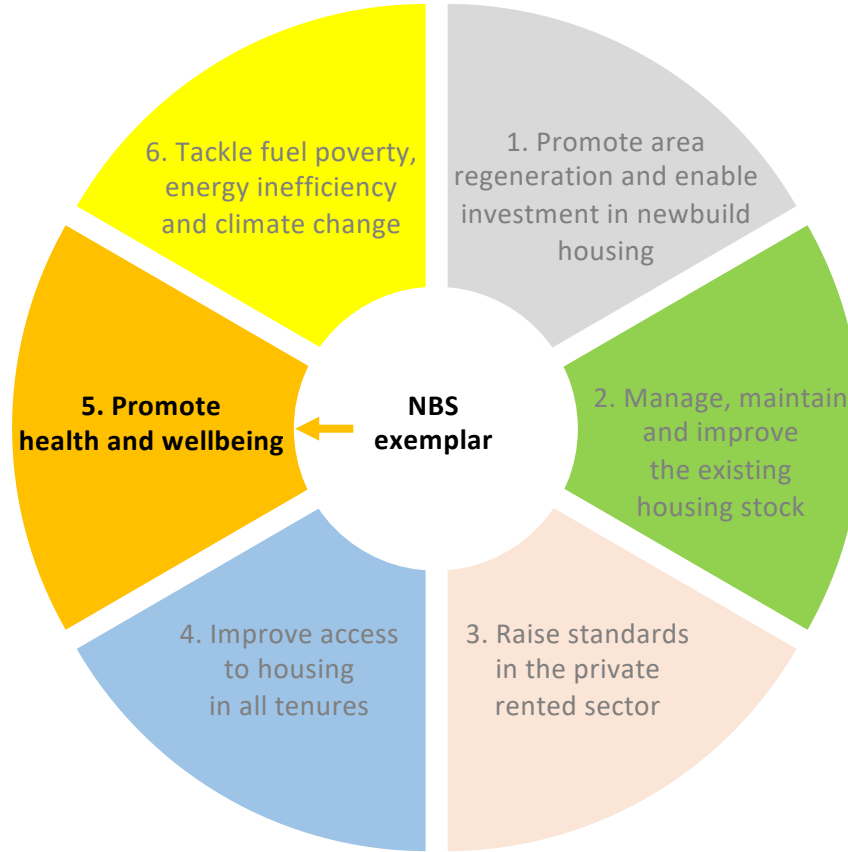 1. Promote area
regeneration and enable
investment in newbuild
housing
2. Manage, maintain
and improve
the existing
housing stock
3. Raise standards
in the private
rented sector
4. Improve access
to housing
in all tenures
5. Promote
health and wellbeing
6. Tackle fuel poverty,
energy inefficiency
and climate change
NBS
exemplar